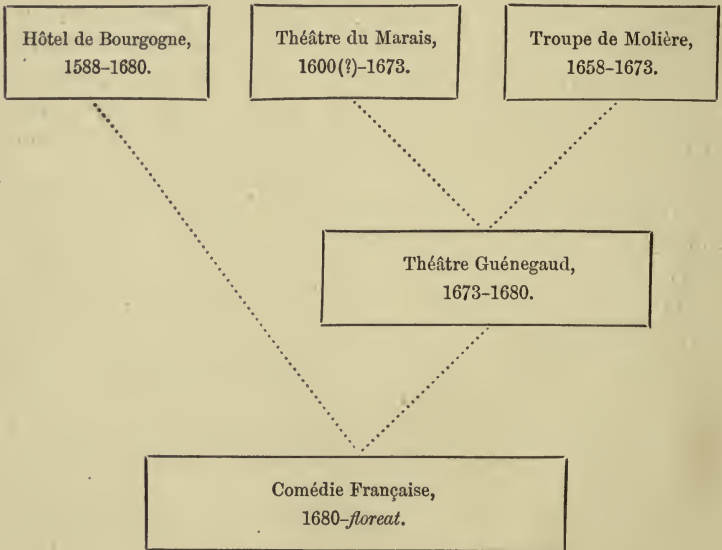 Hôtel de Bourgogne,
1588–1680.
Théâtre du Marais,
1600(?)–1673.
Troupe de Molière,
1658–1673.
Théâtre Guénegaud,
1673–1680.
Comédie Française,
1680–floreat.